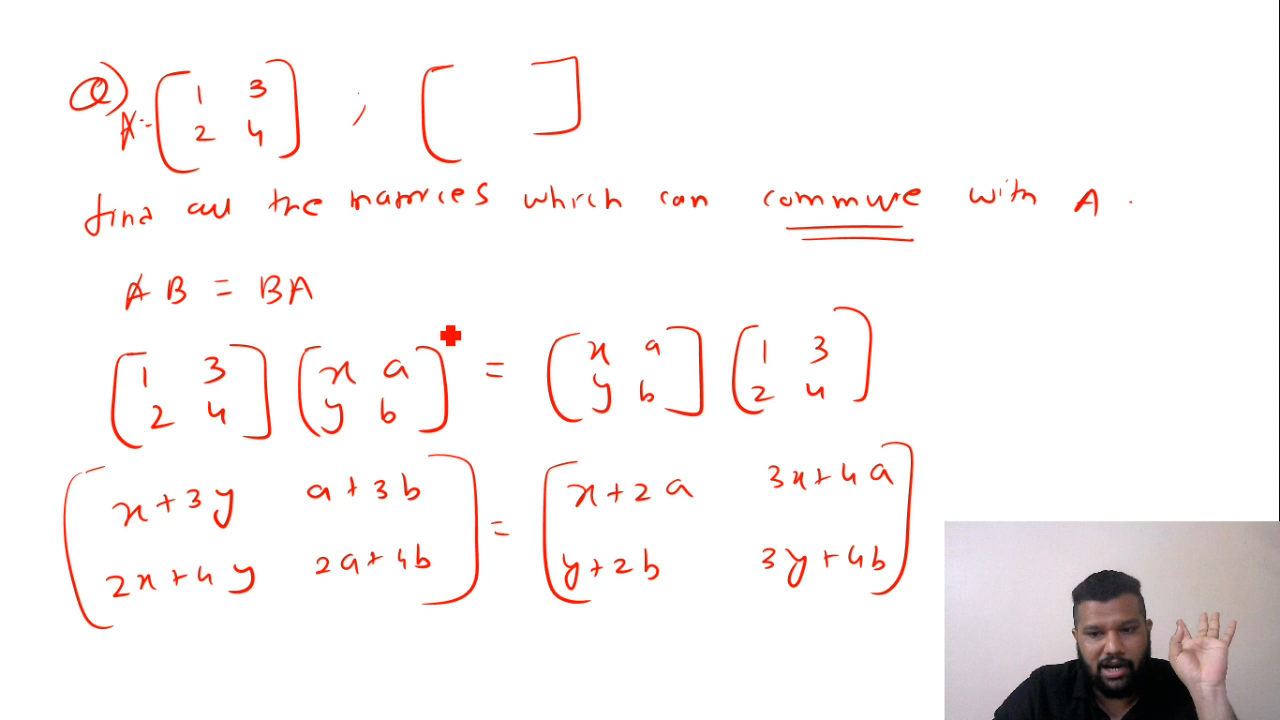 Q) A = [1 3 ; [ ]
2 4]
find all the matrices which can commute with A.
AB = BA
[1 3 [x a = [x a [1 3
2 4] y b] y b] 2 4]
[x+3y a+3b = [x+2a 3x+4a
2x+4y 2a+4b] y+2b 3y+4b]